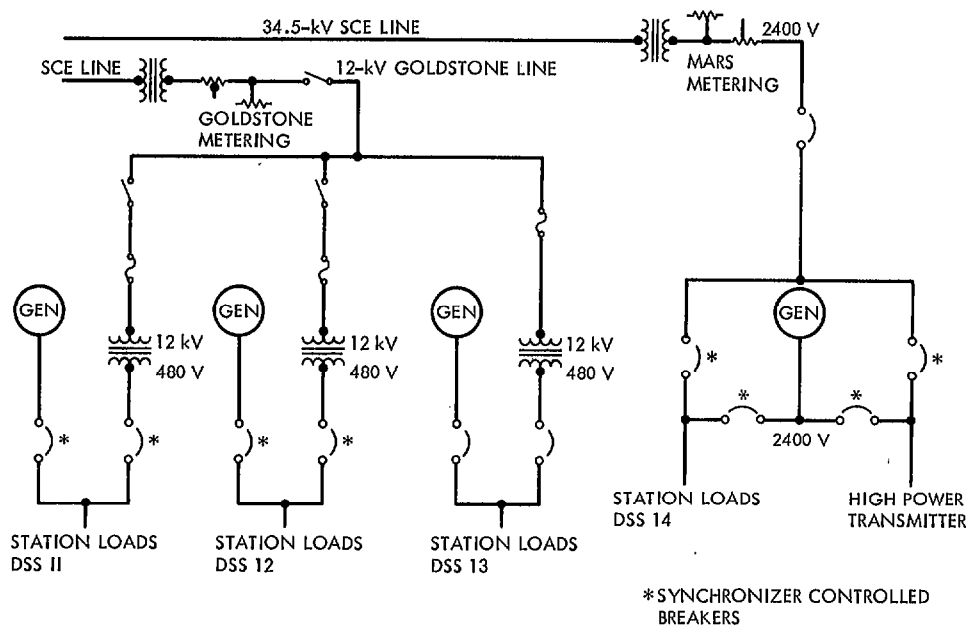 34.5-kV SCE LINE
2400 V
SCE LINE
12-kV GOLDSTONE LINE
MARS
METERING
GOLDSTONE
METERING
GEN
GEN
GEN
GEN
12 kV
480 V
12 kV
480 V
12 kV
480 V
*
*
*
*
*
*
*
*
2400 V
STATION LOADS
DSS 11
STATION LOADS
DSS 12
STATION LOADS
DSS 13
STATION LOADS
DSS 14
HIGH POWER
TRANSMITTER
* SYNCHRONIZER CONTROLLED
BREAKERS